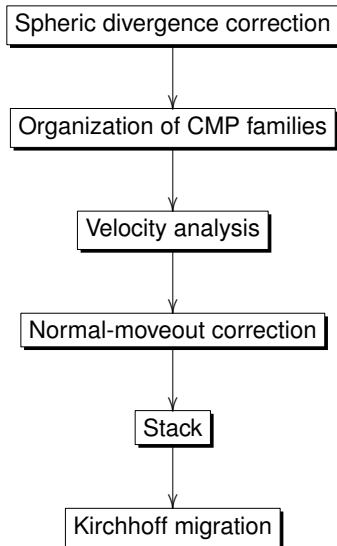 Spheric divergence correction
Organization of CMP families
Velocity analysis
Normal-moveout correction
Stack
Kirchhoff migration